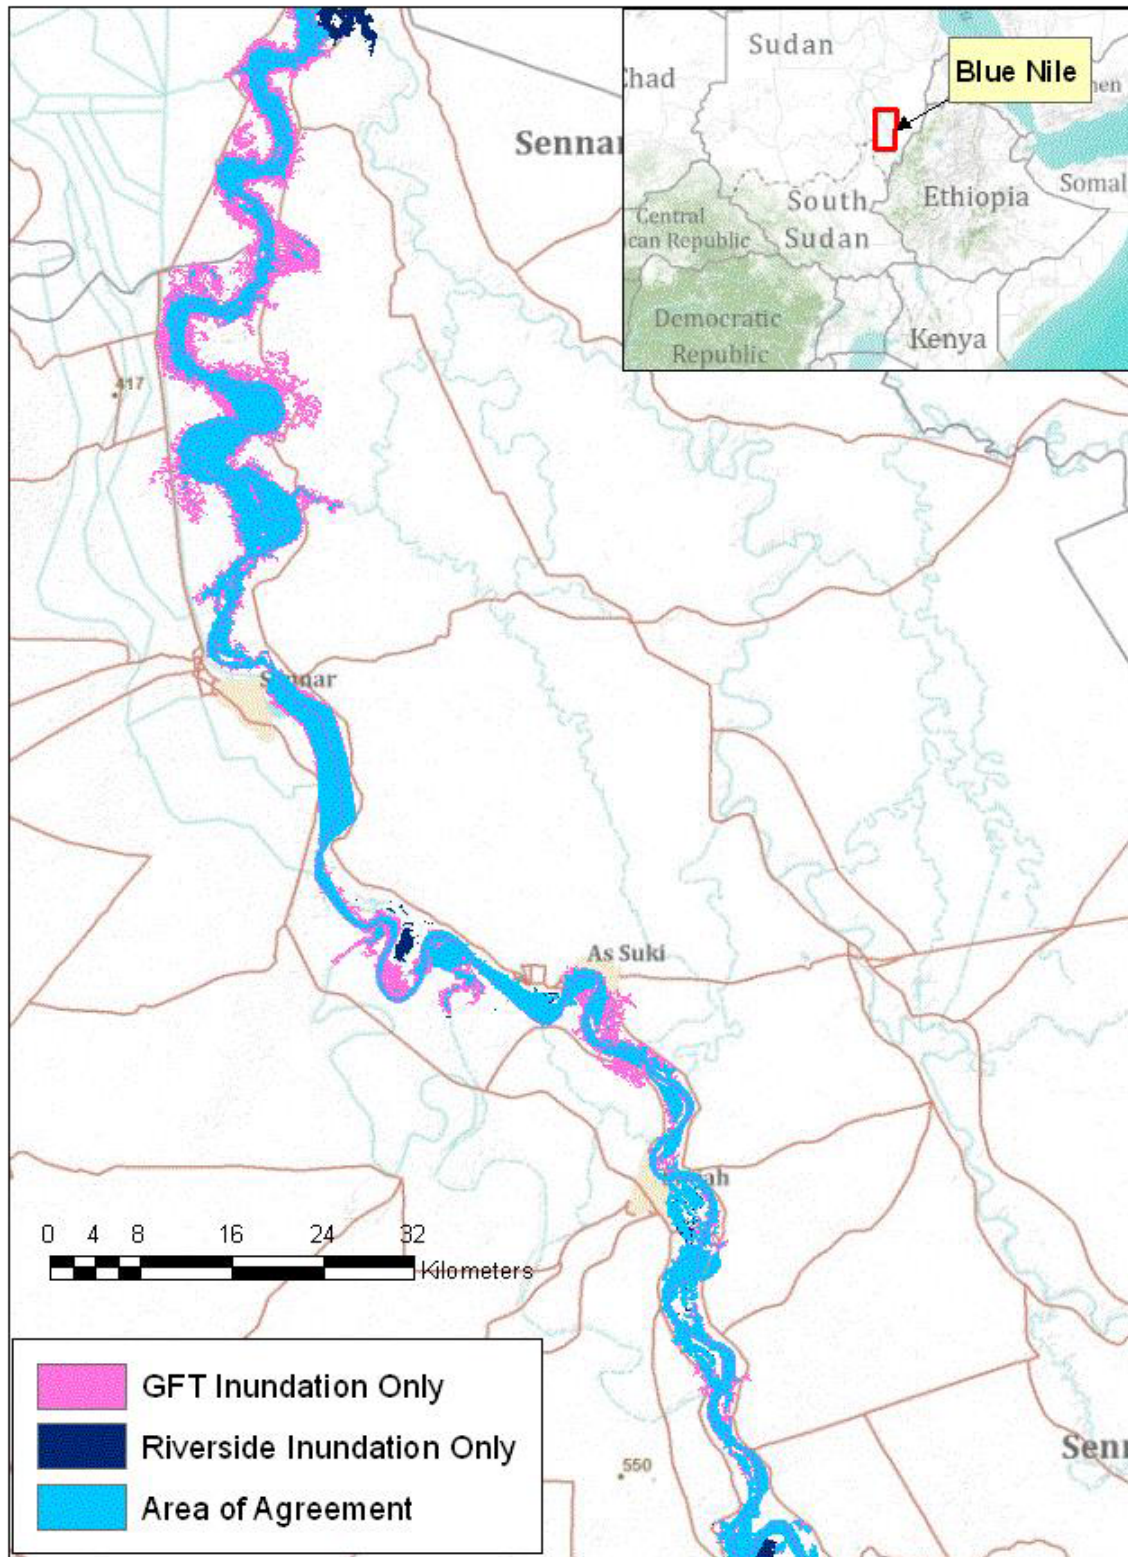 Sudan
Blue Nile
Chad
Sennar
South
Sudan
Ethiopia
Central
Kenya
Democratic
Republic
417
As Suki
0 4 8 16 24 32
Kilometers
GFT Inundation Only
Riverside Inundation Only
Area of Agreement
550